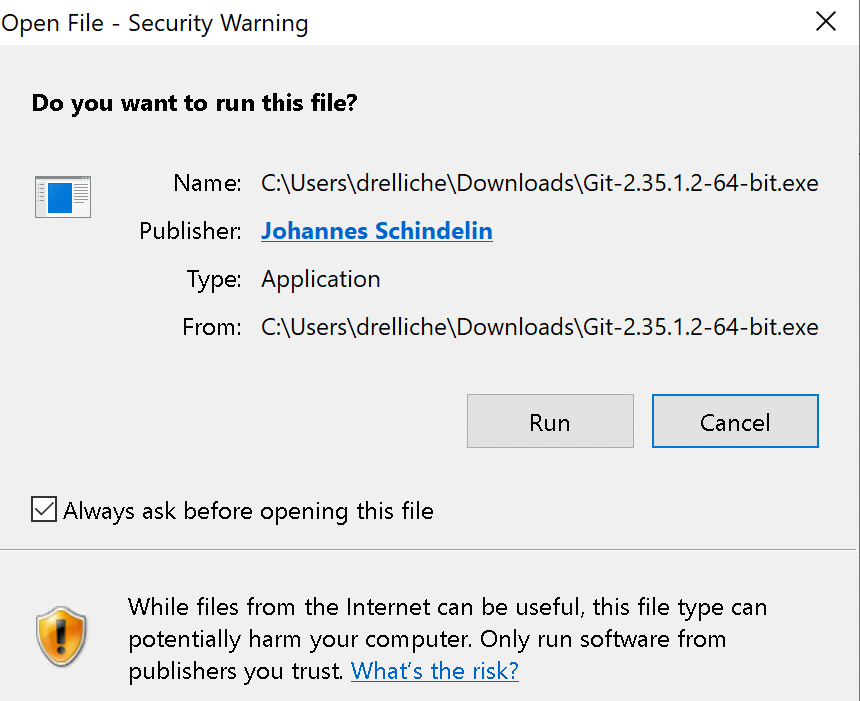 Open File - Security Warning
Do you want to run this file?
Name: C:\Users\drelliche\Downloads\Git-2.35.1.2-64-bit.exe
Publisher: Johannes Schindelin
Type: Application
From: C:\Users\drelliche\Downloads\Git-2.35.1.2-64-bit.exe
Run Cancel
Always ask before opening this file
While files from the Internet can be useful, this file type can
potentially harm your computer. Only run software from
publishers you trust. What's the risk?